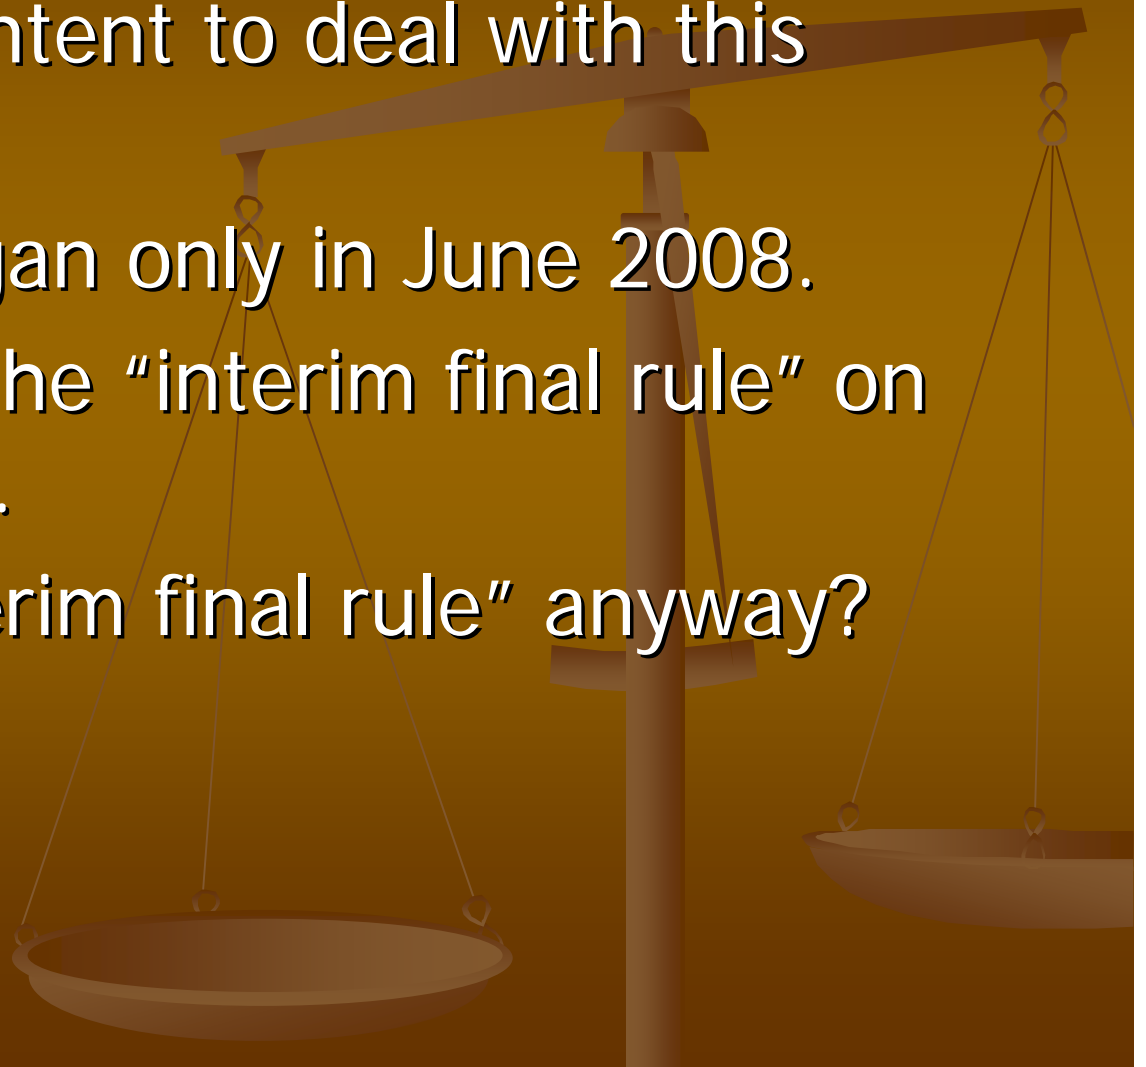 ntent to deal with this
gan only in June 2008.
he “interim final rule” on
.
erim final rule” anyway?